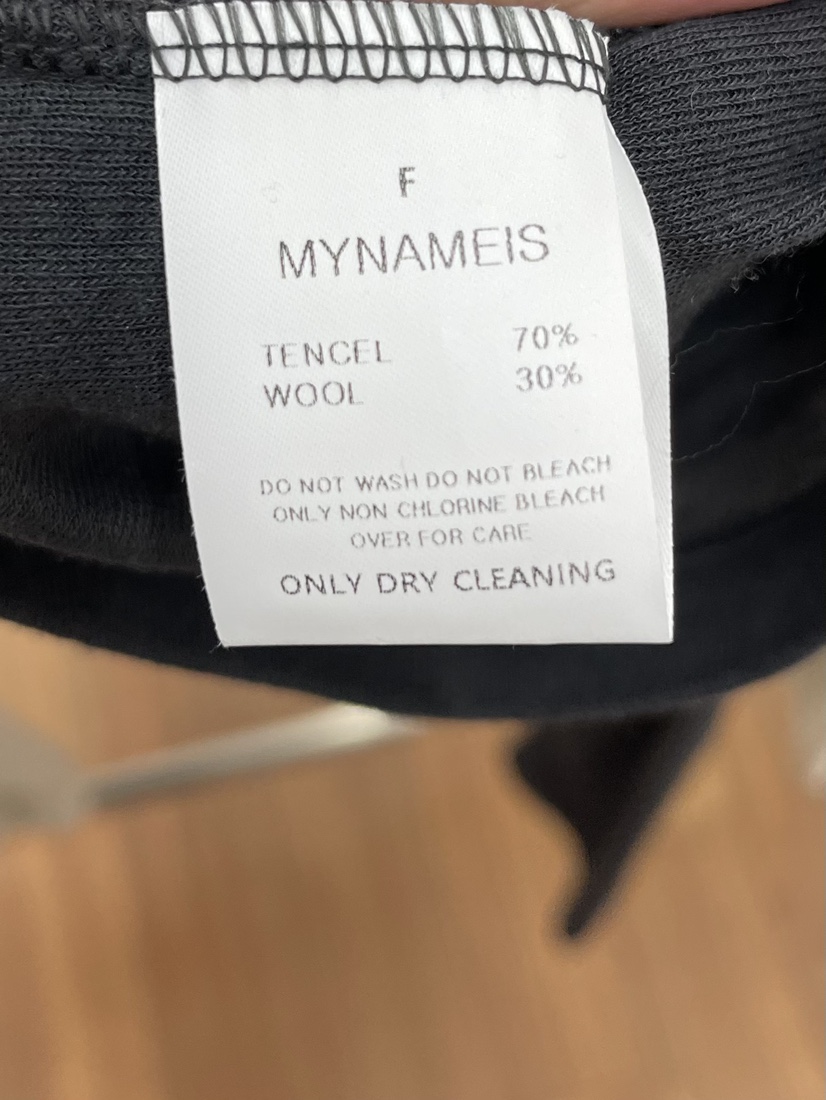 F
MYNAMEIS
TENCEL 70%
WOOL 30%
DO NOT WASH DO NOT BLEACH
ONLY NON CHLORINE BLEACH
OVER FOR CARE
ONLY DRY CLEANING